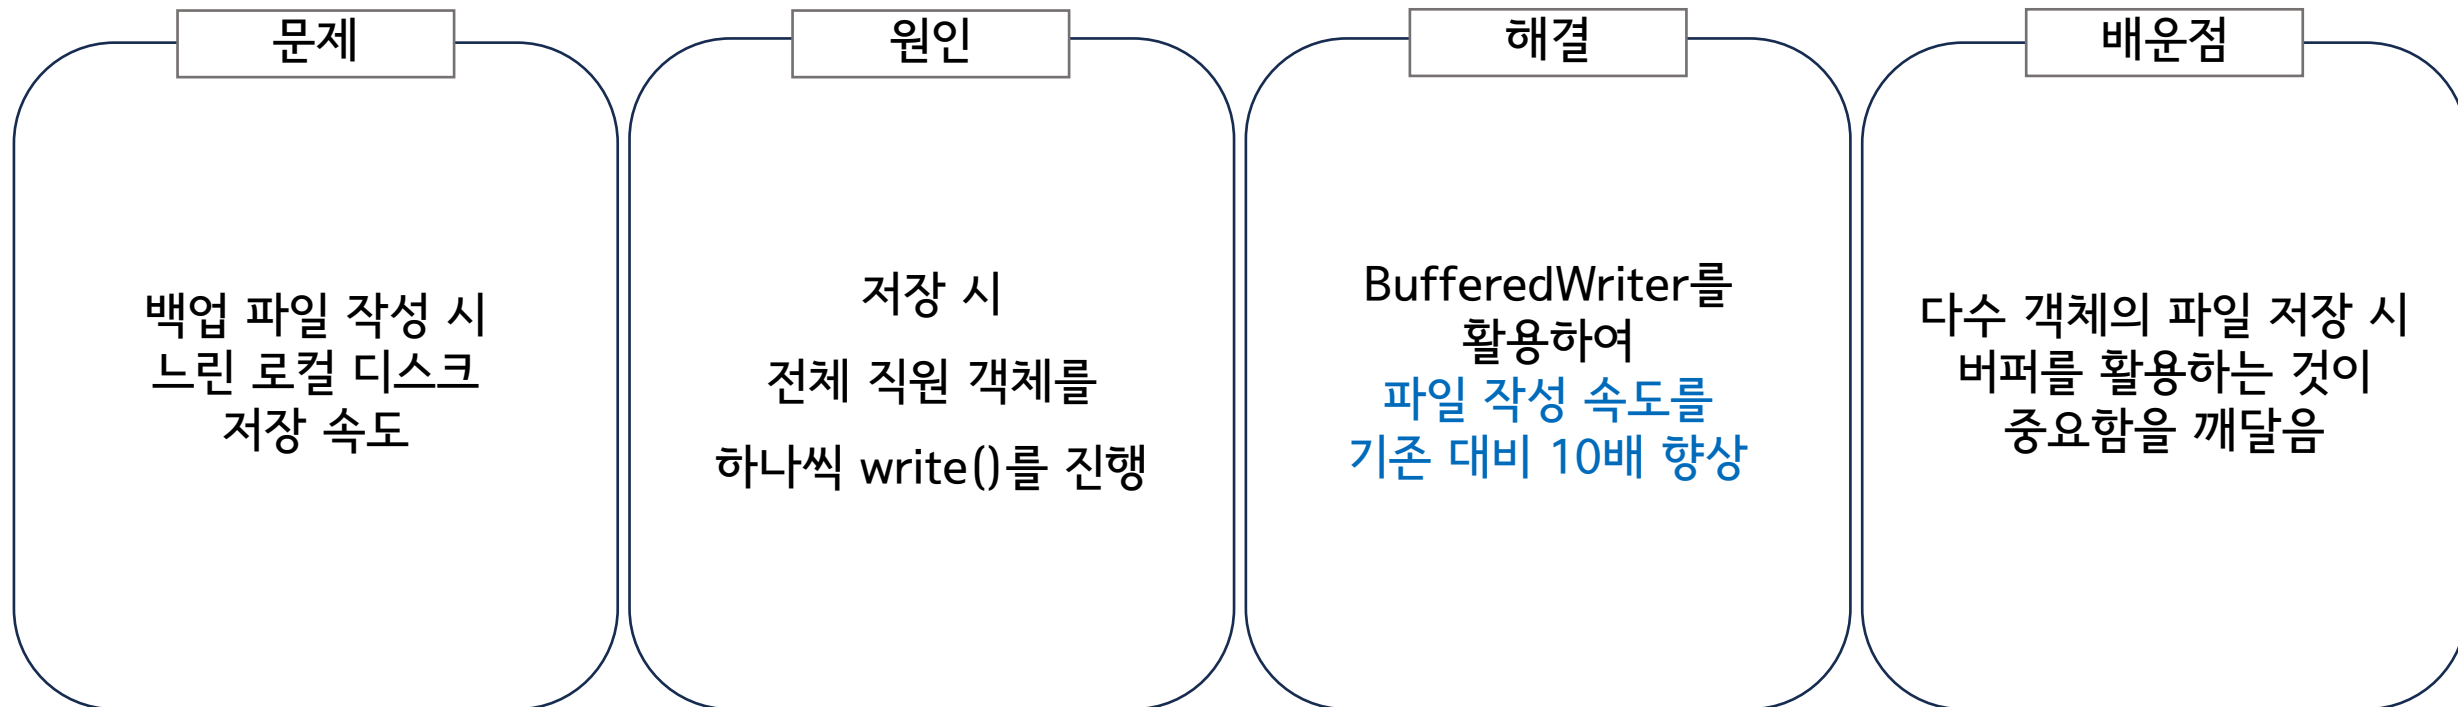 문제
백업 파일 작성 시
느린 로컬 디스크
저장 속도
원인
저장 시
전체 직원 객체를
하나씩 write()를 진행
해결
BufferedWriter를
활용하여
파일 작성 속도를
기존 대비 10배 향상
배운점
다수 객체의 파일 저장 시
버퍼를 활용하는 것이
중요함을 깨달음